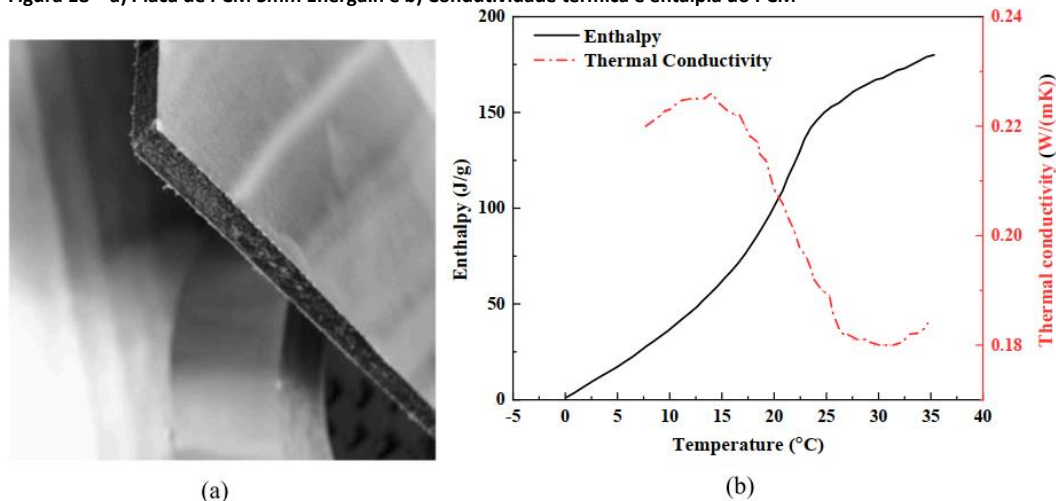 Figura – a) Placa de PCM Energain e b) Condutividade térmica e entalpia do PCM
200
150
100
50
0
Enthalpy (J/g)
Enthalpy
Thermal Conductivity
0.24
0.22
0.20
0.18
Thermal conductivity (W/(mK))
-5 0 5 10 15 20 25 30 35 40
Temperature (°C)
(a)
(b)